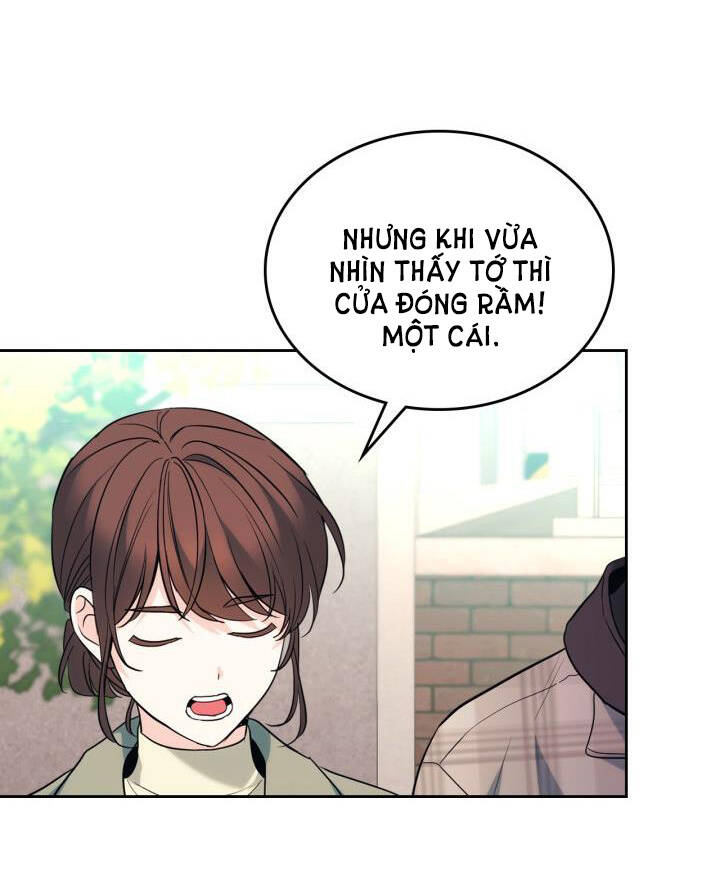 NHƯNG KHI VỪA
NHÌN THẤY TỚ THÌ
CỬA ĐÓNG RẦM!
MỘT CÁI.